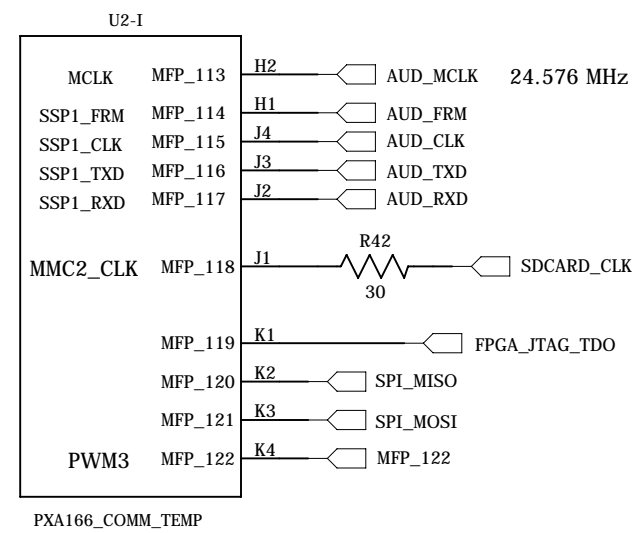 U2-I
MCLK MFP_113 H2 AUD_MCLK 24.576 MHz
SSP1_FRM MFP_114 H1 AUD_FRM
SSP1_CLK MFP_115 J4 AUD_CLK
SSP1_TXD MFP_116 J3 AUD_TXD
SSP1_RXD MFP_117 J2 AUD_RXD
R42
MMC2_CLK MFP_118 J1 SDCARD_CLK
30
MFP_119 K1 FPGA_JTAG_TDO
MFP_120 K2 SPI_MISO
MFP_121 K3 SPI_MOSI
PWM3 MFP_122 K4 MFP_122
PXA166_COMM_TEMP